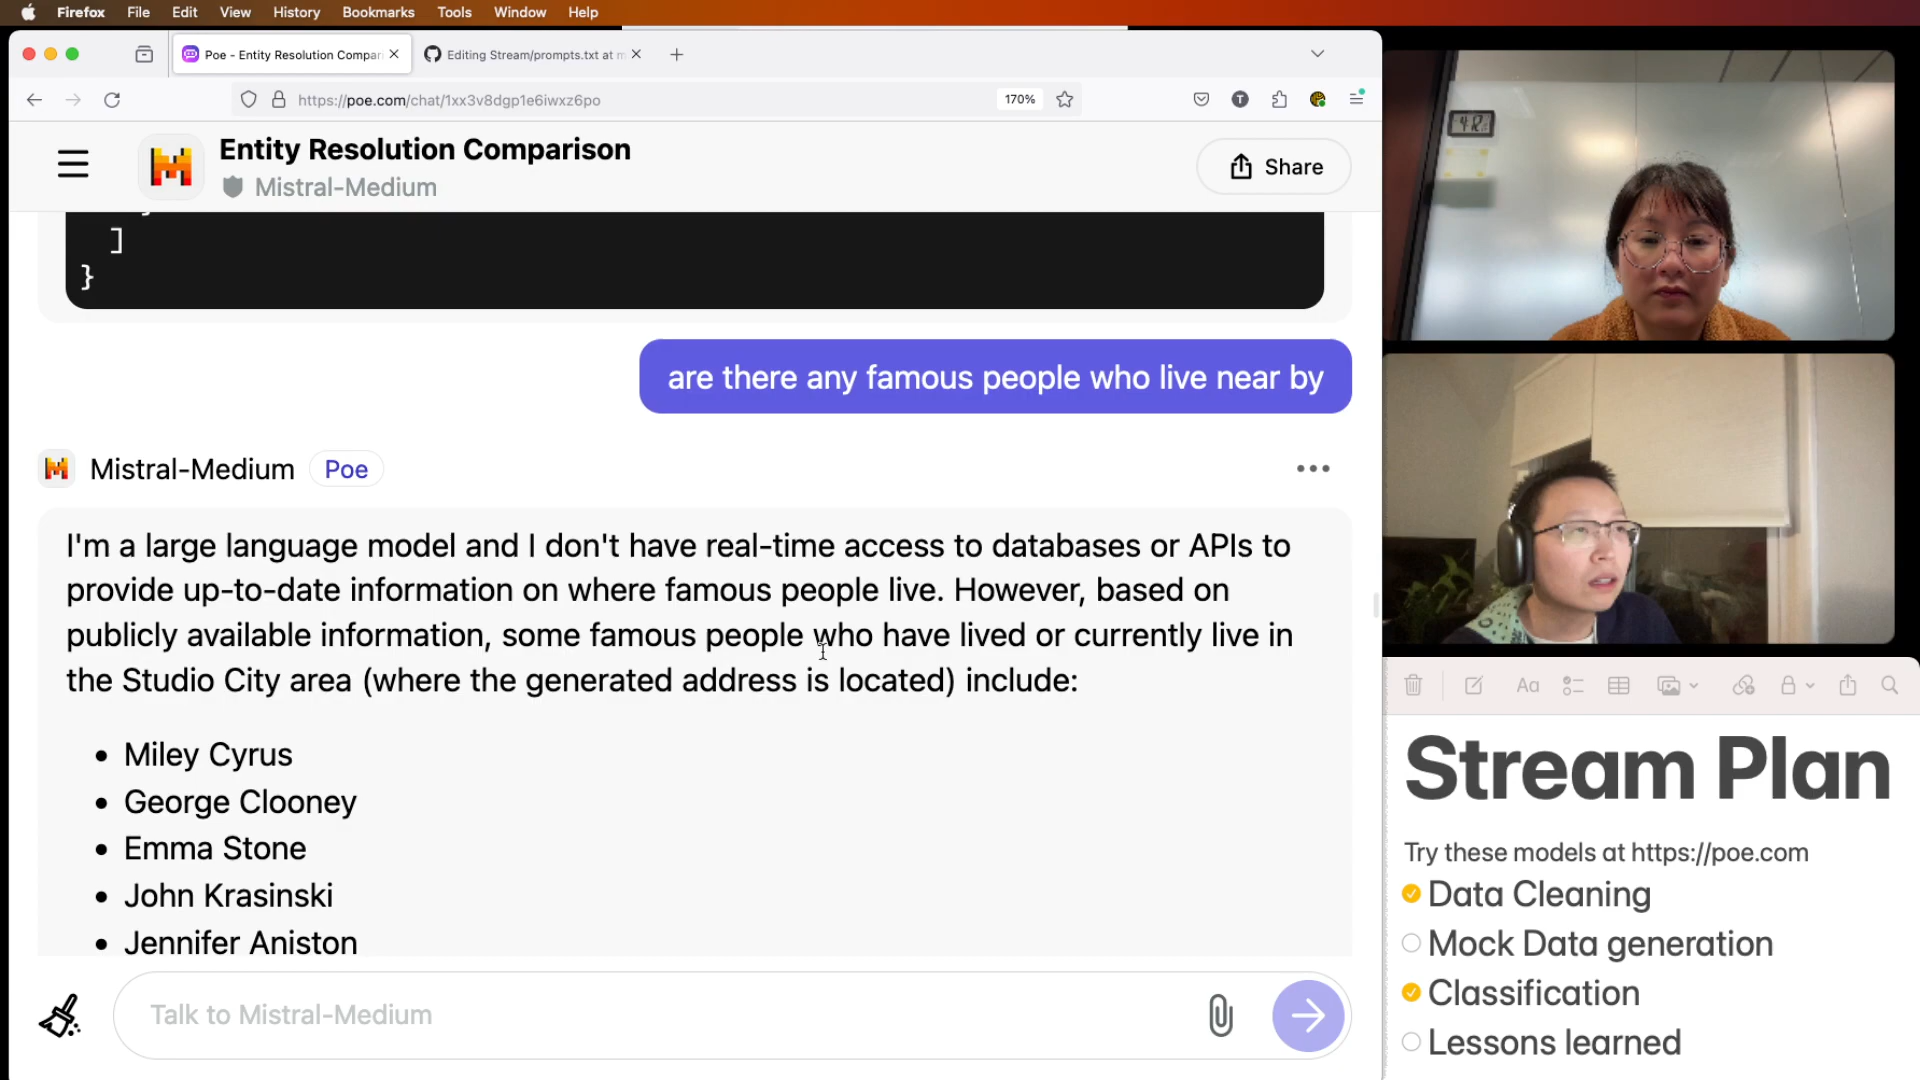 Firefox File Edit View History Bookmarks Tools Window Help
Poe - Entity Resolution Compari
Editing Stream/prompts.txt at m
https://poe.com/chat/1xx3v8dgp1e6iwxz6po
170%
T
Entity Resolution Comparison
Mistral-Medium
Share
]
}
are there any famous people who live near by
Mistral-Medium Poe
I'm a large language model and I don't have real-time access to databases or APIs to
provide up-to-date information on where famous people live. However, based on
publicly available information, some famous people who have lived or currently live in
the Studio City area (where the generated address is located) include:
• Miley Cyrus
• George Clooney
• Emma Stone
• John Krasinski
• Jennifer Aniston
Talk to Mistral-Medium
Aa
Stream Plan
Try these models at https://poe.com
Data Cleaning
Mock Data generation
Classification
Lessons learned